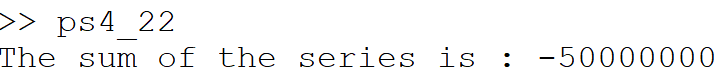 >> ps4_22
The sum of the series is : -50000000